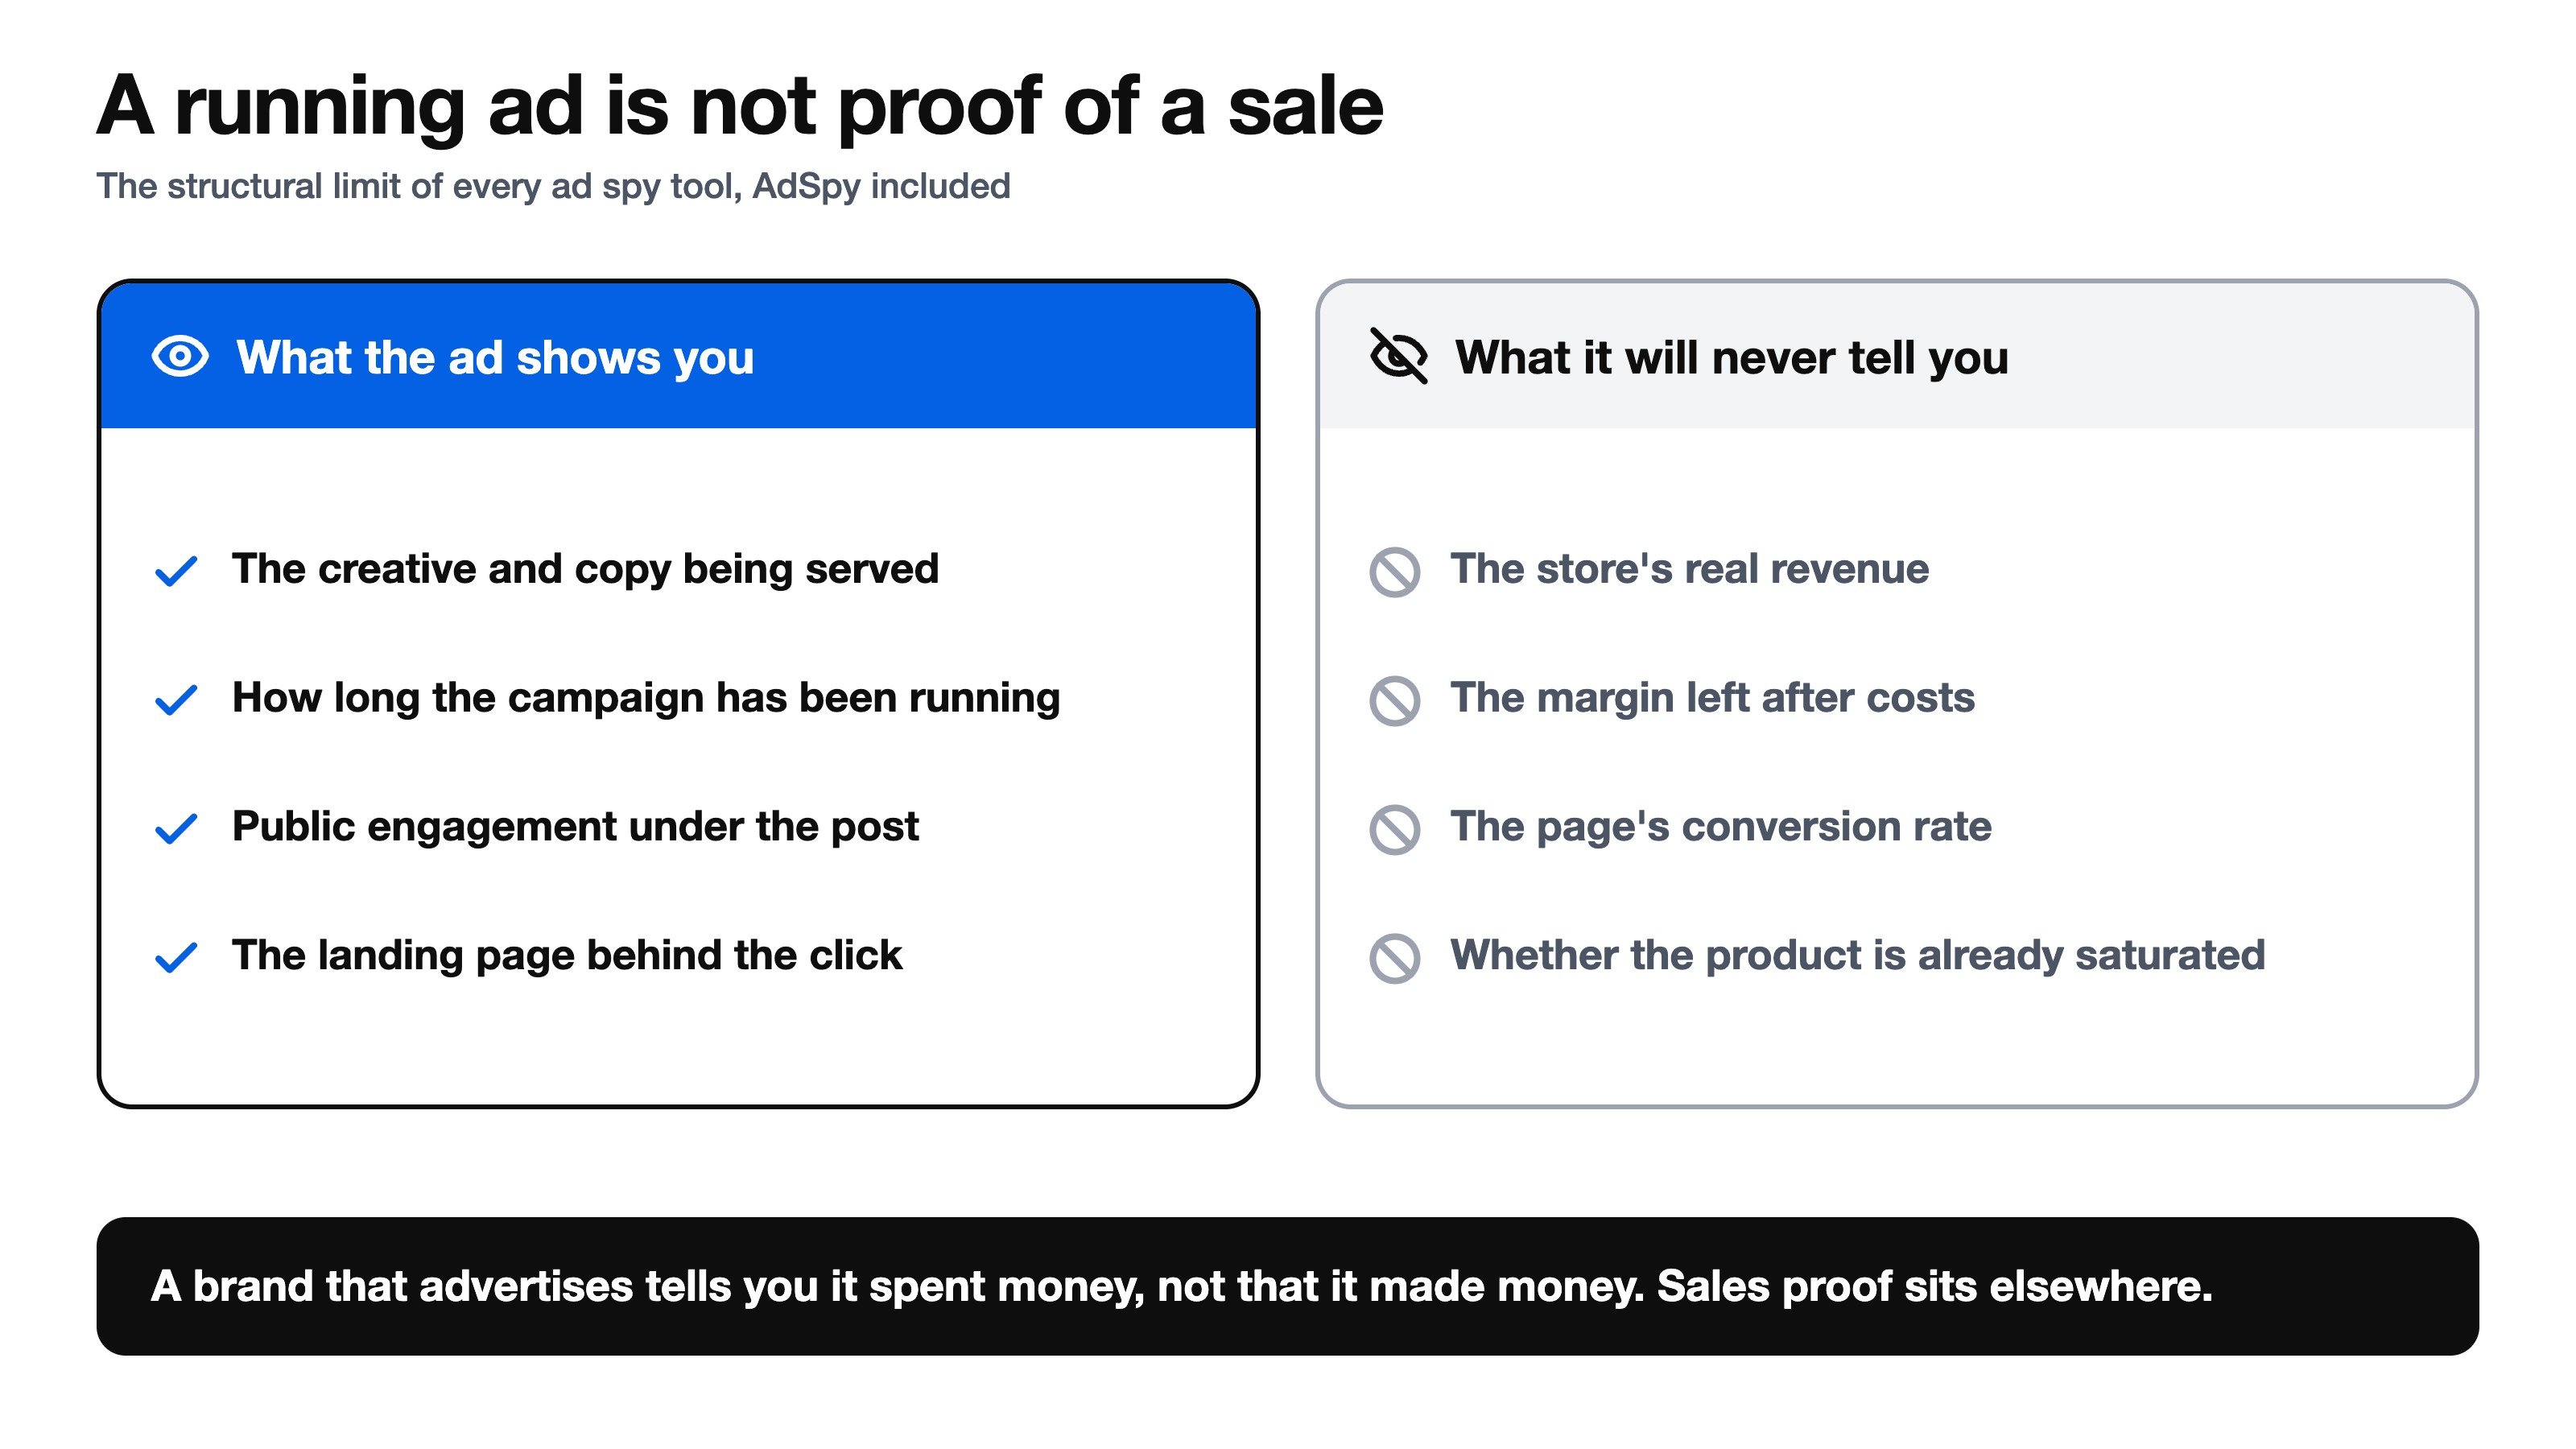 A running ad is not proof of a sale
The structural limit of every ad spy tool, AdSpy included
What the ad shows you
The creative and copy being served
How long the campaign has been running
Public engagement under the post
The landing page behind the click
What it will never tell you
The store's real revenue
The margin left after costs
The page's conversion rate
Whether the product is already saturated
A brand that advertises tells you it spent money, not that it made money. Sales proof sits elsewhere.